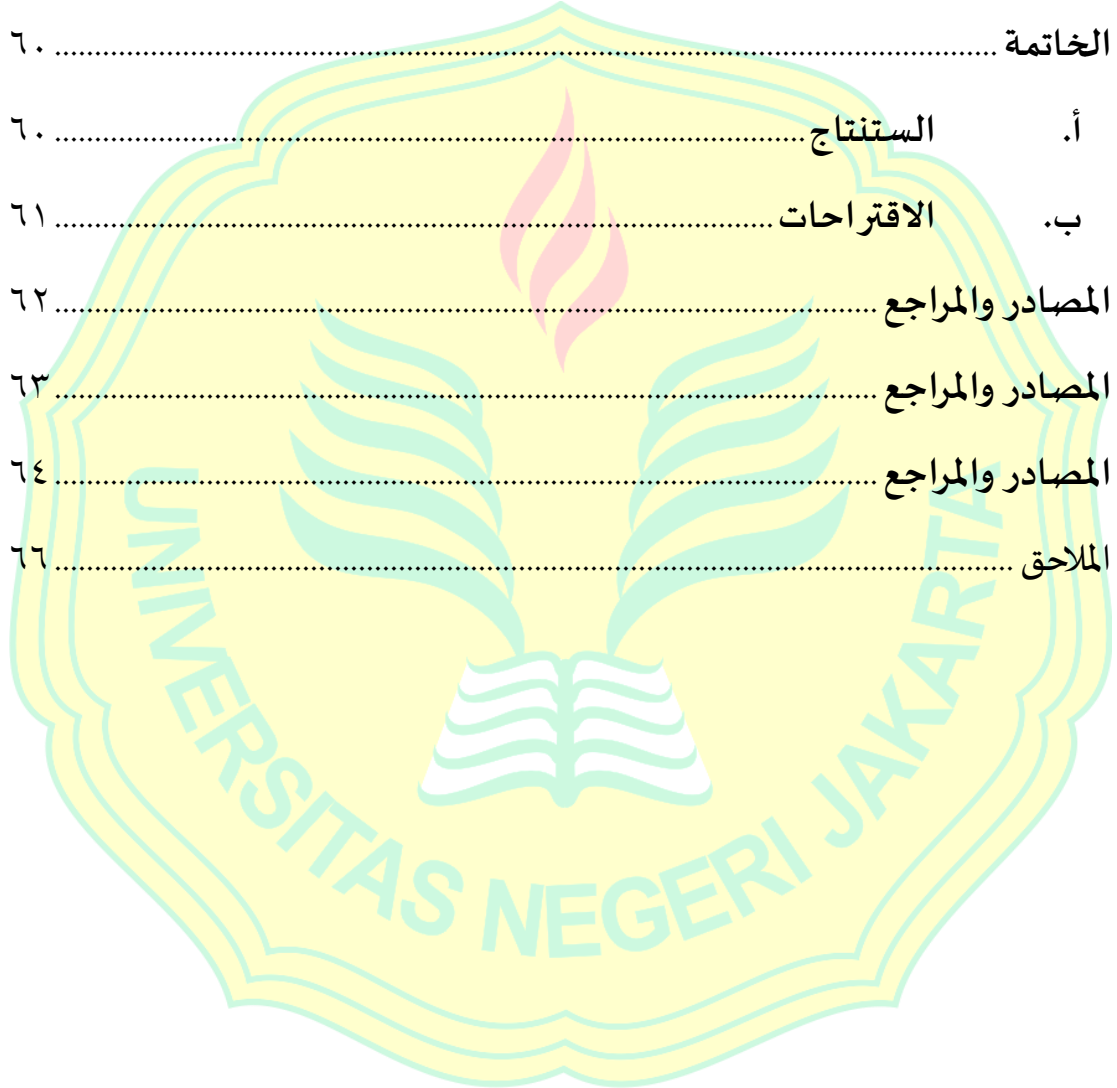 الخاتمة ........................................ ٦٠
أ. الستنتاج ........................................ ٦٠
ب. الاقتراحات ........................................ ٦١
المصادر والمراجع ........................................ ٦٢
المصادر والمراجع ........................................ ٦٣
المصادر والمراجع ........................................ ٦٤
الملاحق ........................................ ٦٦
UNIVERSITAS NEGERI JAKARTA